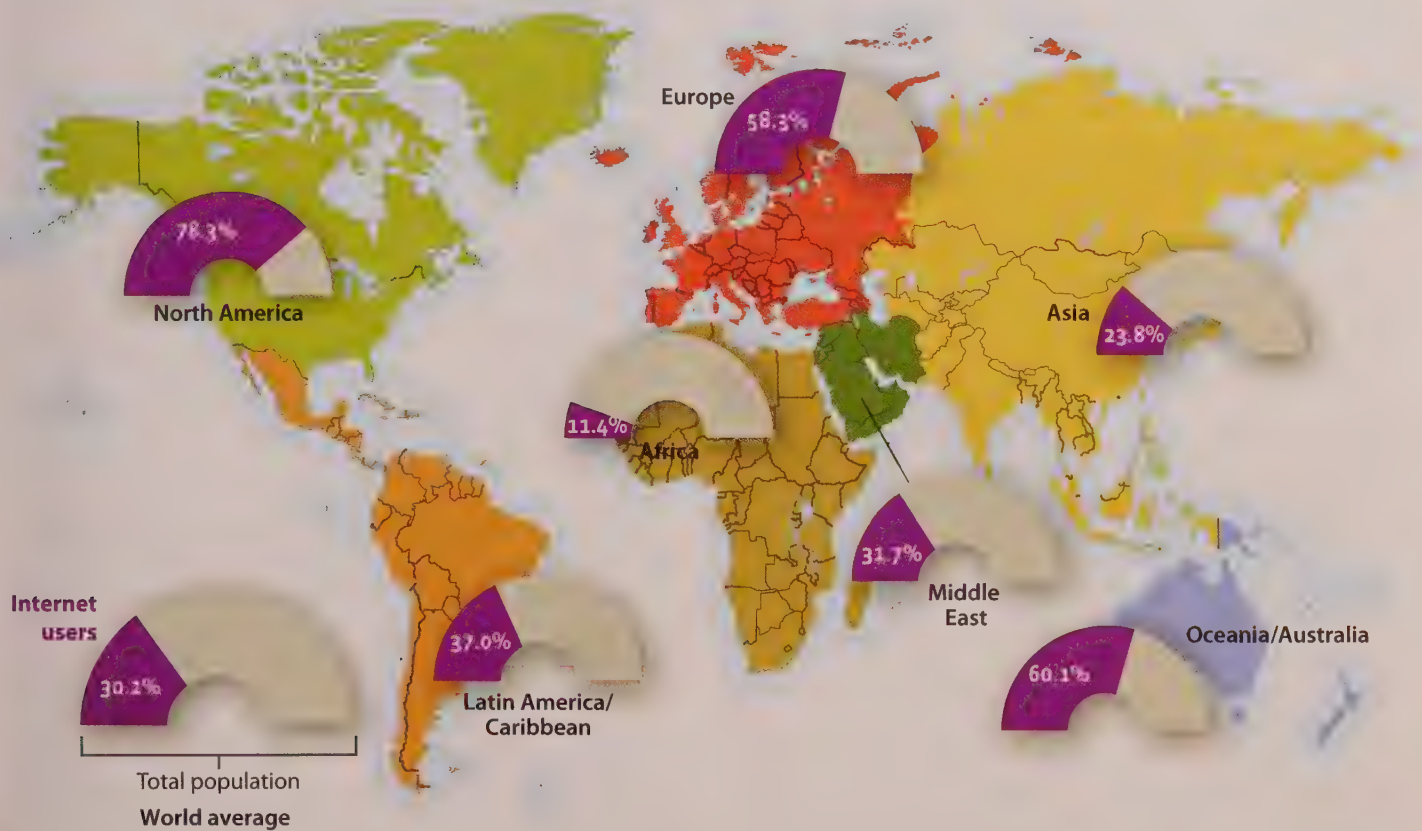 Europe
58.3%
78.3%
North America
Asia
23.8%
11.4%
Africa
31.7%
Middle
East
Internet
users
30.2%
37.0%
Latin America/
Caribbean
Oceania/Australia
60.1%
Total population
World average